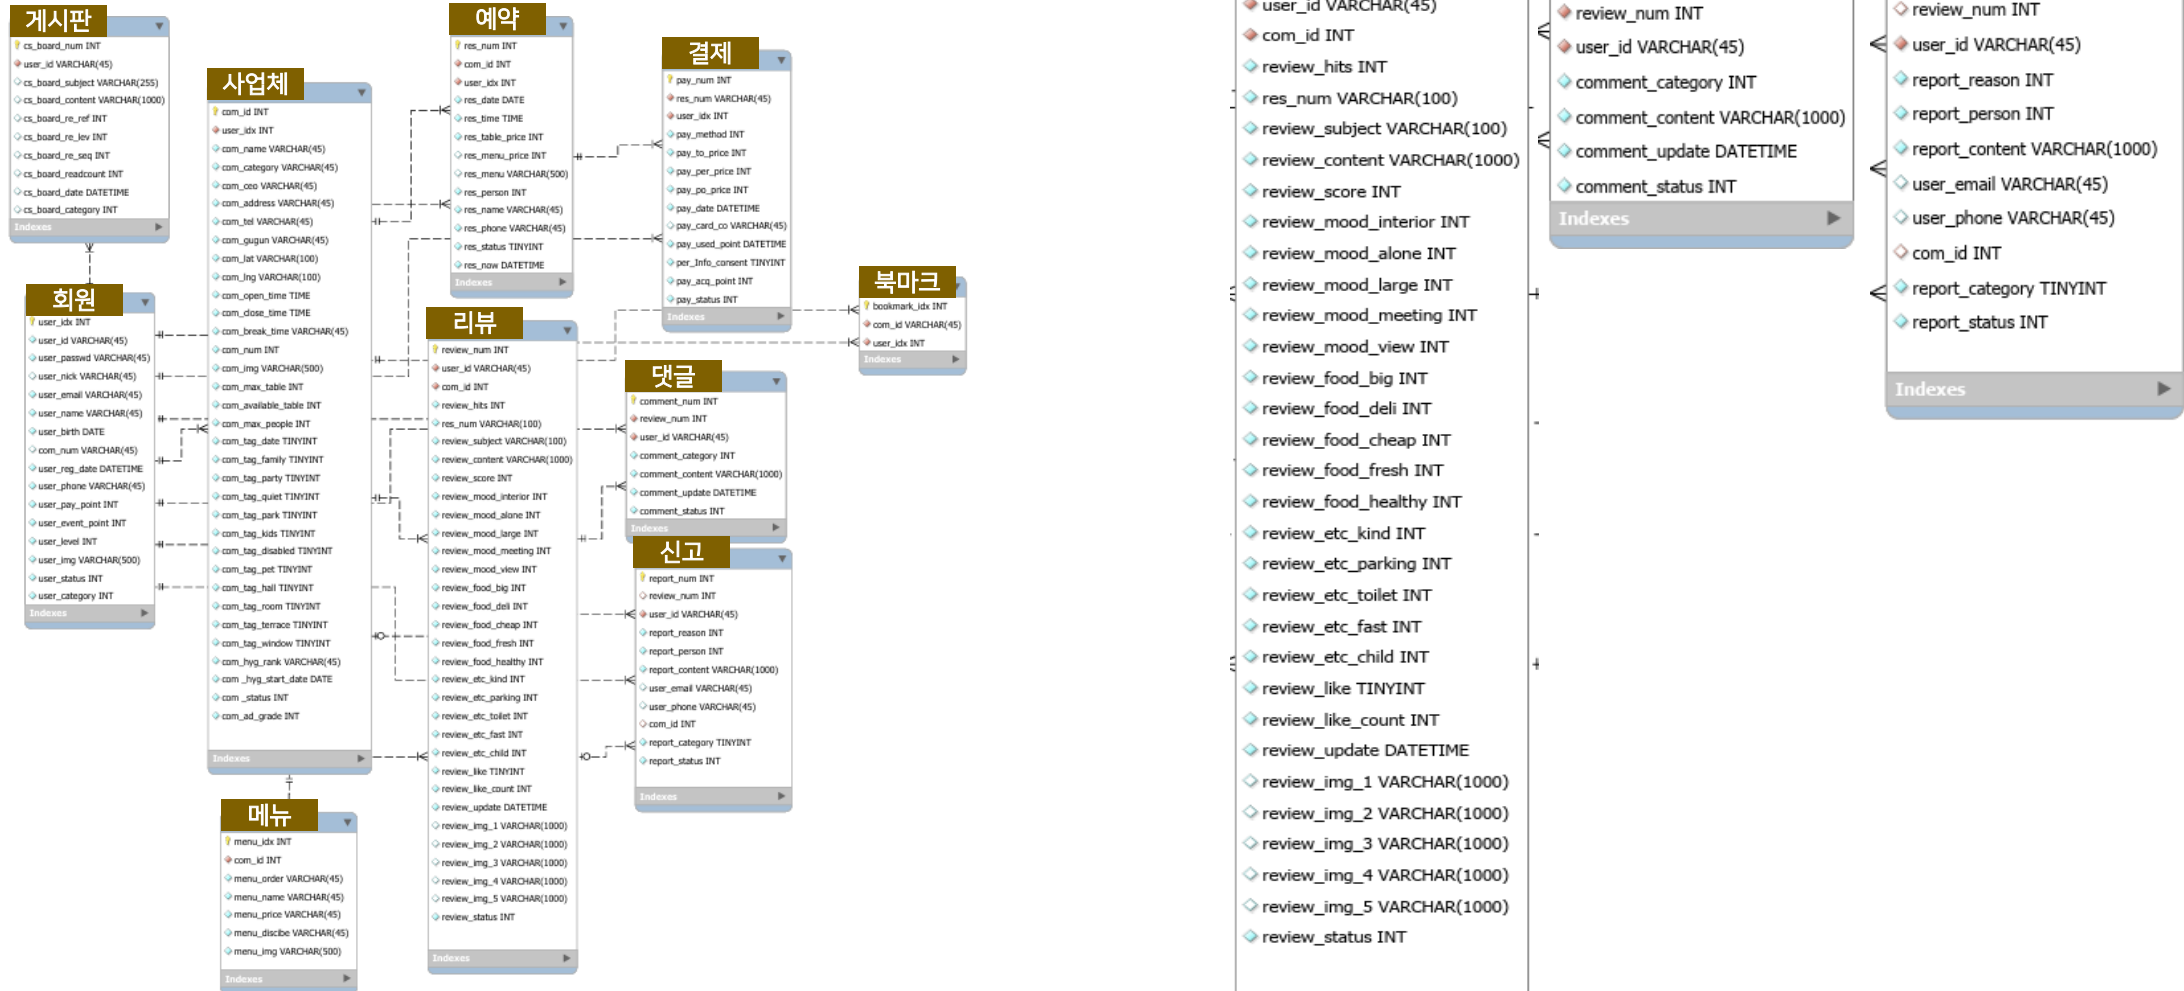 게시판
cs_board_num INT
user_id VARCHAR(45)
cs_board_subject VARCHAR(255)
cs_board_content VARCHAR(1000)
cs_board_re_ref INT
cs_board_re_lev INT
cs_board_re_seq INT
cs_board_readcount INT
cs_board_date DATETIME
cs_board_category INT
Indexes
회원
user_idx INT
user_id VARCHAR(45)
user_passwd VARCHAR(45)
user_nick VARCHAR(45)
user_email VARCHAR(45)
user_name VARCHAR(45)
user_birth DATE
com_num VARCHAR(45)
user_reg_date DATETIME
user_phone VARCHAR(45)
user_pay_point INT
user_event_point INT
user_level INT
user_img VARCHAR(500)
user_status INT
user_category INT
Indexes
사업체
com_id INT
user_idx INT
com_name VARCHAR(45)
com_category VARCHAR(45)
com_ceo VARCHAR(45)
com_address VARCHAR(45)
com_tel VARCHAR(45)
com_gugun VARCHAR(45)
com_lat VARCHAR(100)
com_lng VARCHAR(100)
com_open_time TIME
com_close_time TIME
com_break_time VARCHAR(45)
com_num INT
com_img VARCHAR(500)
com_max_table INT
com_available_table INT
com_max_people INT
com_tag_date TINYINT
com_tag_family TINYINT
com_tag_party TINYINT
com_tag_quiet TINYINT
com_tag_park TINYINT
com_tag_kids TINYINT
com_tag_disabled TINYINT
com_tag_pet TINYINT
com_tag_hall TINYINT
com_tag_room TINYINT
com_tag_terrace TINYINT
com_tag_window TINYINT
com_hyg_rank VARCHAR(45)
com _hyg_start_date DATE
com _status INT
com_ad_grade INT
Indexes
메뉴
menu_idx INT
com_id INT
menu_order VARCHAR(45)
menu_name VARCHAR(45)
menu_price VARCHAR(45)
menu_discibe VARCHAR(45)
menu_img VARCHAR(500)
Indexes
예약
res_num INT
com_id INT
user_idx INT
res_date DATE
res_time TIME
res_table_price INT
res_menu_price INT
res_menu VARCHAR(500)
res_person INT
res_name VARCHAR(45)
res_phone VARCHAR(45)
res_status TINYINT
res_now DATETIME
Indexes
리뷰
review_num INT
user_id VARCHAR(45)
com_id INT
review_hits INT
res_num VARCHAR(100)
review_subject VARCHAR(100)
review_content VARCHAR(1000)
review_score INT
review_mood_interior INT
review_mood_alone INT
review_mood_large INT
review_mood_meeting INT
review_mood_view INT
review_food_big INT
review_food_deli INT
review_food_cheap INT
review_food_fresh INT
review_food_healthy INT
review_etc_kind INT
review_etc_parking INT
review_etc_toilet INT
review_etc_fast INT
review_etc_child INT
review_like TINYINT
review_like_count INT
review_update DATETIME
review_img_1 VARCHAR(1000)
review_img_2 VARCHAR(1000)
review_img_3 VARCHAR(1000)
review_img_4 VARCHAR(1000)
review_img_5 VARCHAR(1000)
review_status INT
Indexes
결제
pay_num INT
res_num VARCHAR(45)
user_idx INT
pay_method INT
pay_to_price INT
pay_per_price INT
pay_po_price INT
pay_date DATETIME
pay_card_co VARCHAR(45)
pay_used_point DATETIME
per_Info_consent TINYINT
pay_acq_point INT
pay_status INT
Indexes
댓글
comment_num INT
review_num INT
user_id VARCHAR(45)
comment_category INT
comment_content VARCHAR(1000)
comment_update DATETIME
comment_status INT
Indexes
신고
report_num INT
review_num INT
user_id VARCHAR(45)
report_reason INT
report_person INT
report_content VARCHAR(1000)
user_email VARCHAR(45)
user_phone VARCHAR(45)
com_id INT
report_category TINYINT
report_status INT
Indexes
북마크
bookmark_idx INT
com_id VARCHAR(45)
user_idx INT
Indexes
user_id VARCHAR(45)
com_id INT
review_hits INT
res_num VARCHAR(100)
review_subject VARCHAR(100)
review_content VARCHAR(1000)
review_score INT
review_mood_interior INT
review_mood_alone INT
review_mood_large INT
review_mood_meeting INT
review_mood_view INT
review_food_big INT
review_food_deli INT
review_food_cheap INT
review_food_fresh INT
review_food_healthy INT
review_etc_kind INT
review_etc_parking INT
review_etc_toilet INT
review_etc_fast INT
review_etc_child INT
review_like TINYINT
review_like_count INT
review_update DATETIME
review_img_1 VARCHAR(1000)
review_img_2 VARCHAR(1000)
review_img_3 VARCHAR(1000)
review_img_4 VARCHAR(1000)
review_img_5 VARCHAR(1000)
review_status INT
review_num INT
user_id VARCHAR(45)
comment_category INT
comment_content VARCHAR(1000)
comment_update DATETIME
comment_status INT
Indexes
review_num INT
user_id VARCHAR(45)
report_reason INT
report_person INT
report_content VARCHAR(1000)
user_email VARCHAR(45)
user_phone VARCHAR(45)
com_id INT
report_category TINYINT
report_status INT
Indexes